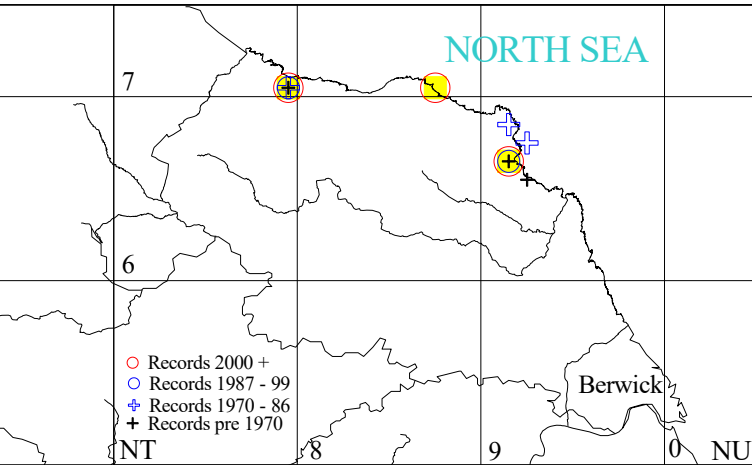 NORTH SEA
7
6
Records 2000 +
Records 1987 - 99
Records 1970 - 86
Records pre 1970
Berwick
NT
8
9
0
NU